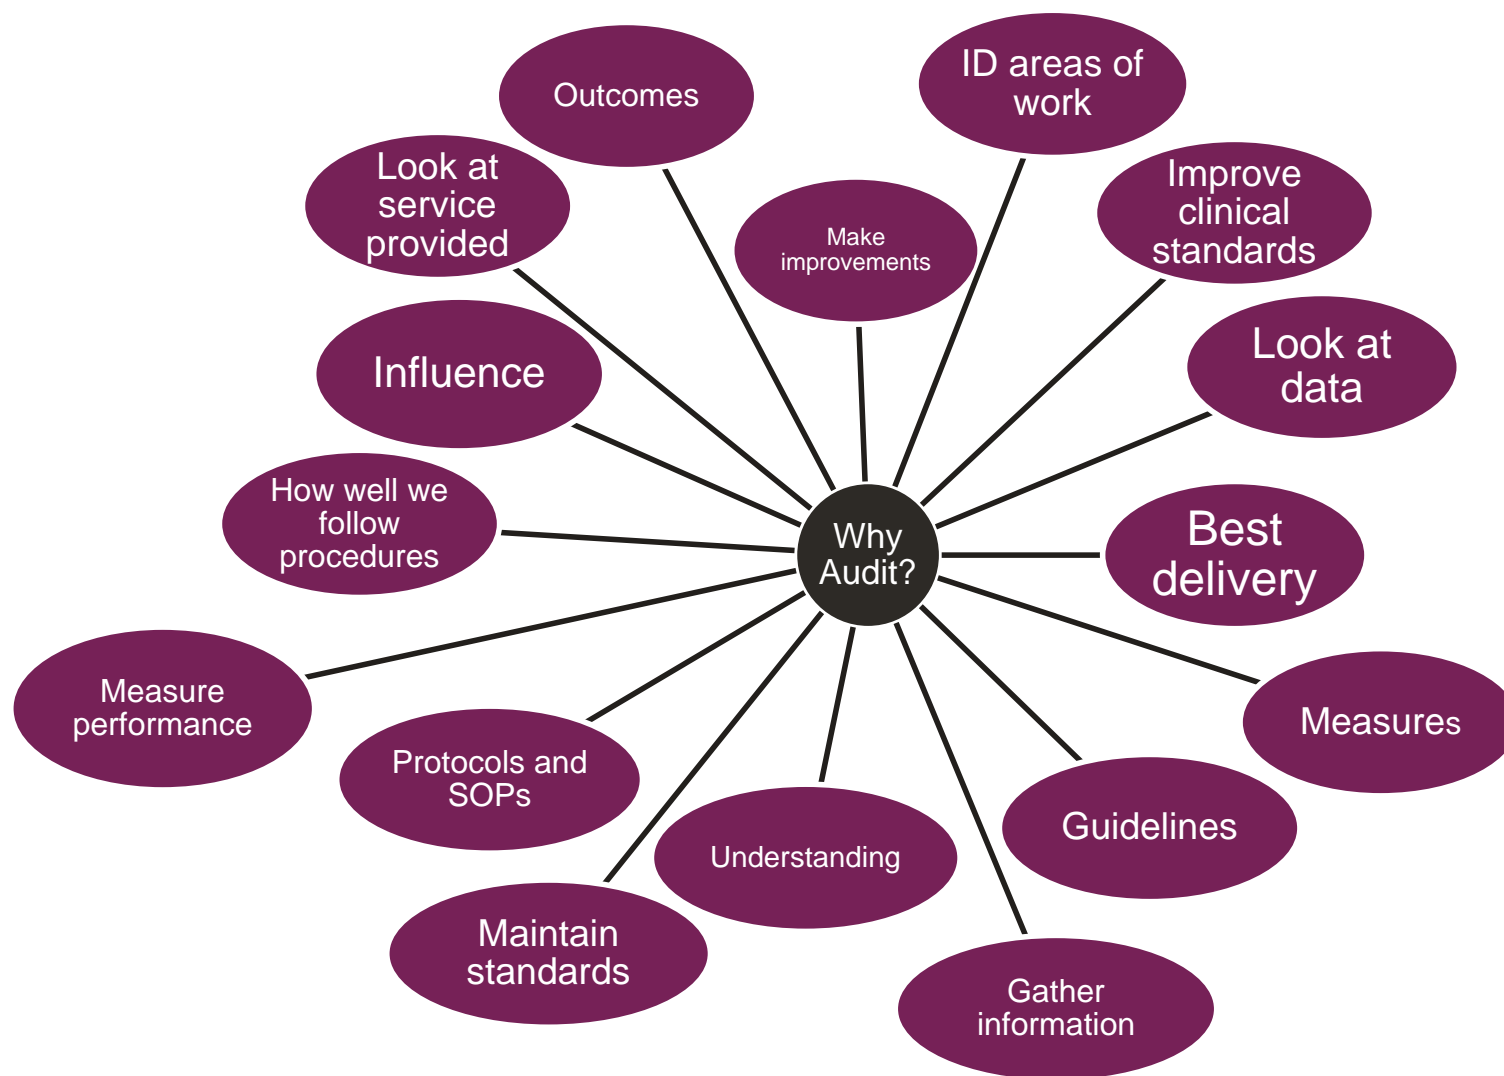 Outcomes
ID areas of
work
Look at
service
provided
Make
improvements
Improve
clinical
standards
Influence
Look at
data
How well we
follow
procedures
Why
Audit?
Best
delivery
Measure
performance
Measures
Protocols and
SOPs
Understanding
Guidelines
Maintain
standards
Gather
information